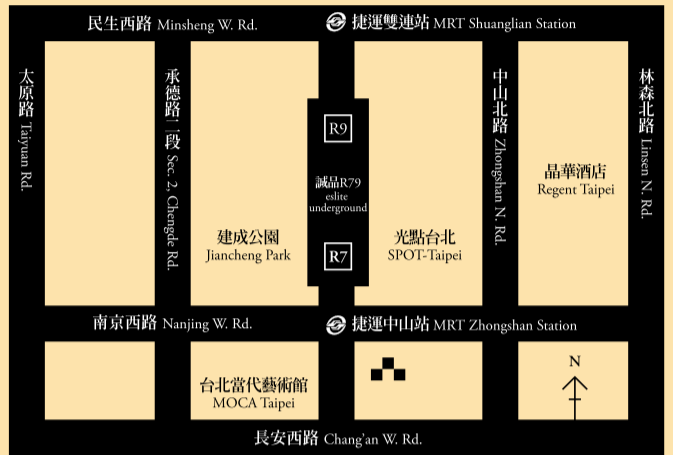 民生西路 Minsheng W. Rd.
捷運雙連站 MRT Shuanglian Station
太原路 Taiyuan Rd.
承德路二段 Sec. 2, Chengde Rd.
中山北路 Zhongshan N. Rd.
林森北路 Linsen N. Rd.
R9
誠品R79
eslite
underground
R7
晶華酒店
Regent Taipei
建成公園
Jiancheng Park
光點台北
SPOT-Taipei
南京西路 Nanjing W. Rd.
捷運中山站 MRT Zhongshan Station
台北當代藝術館
MOCA Taipei
N
長安西路 Chang'an W. Rd.